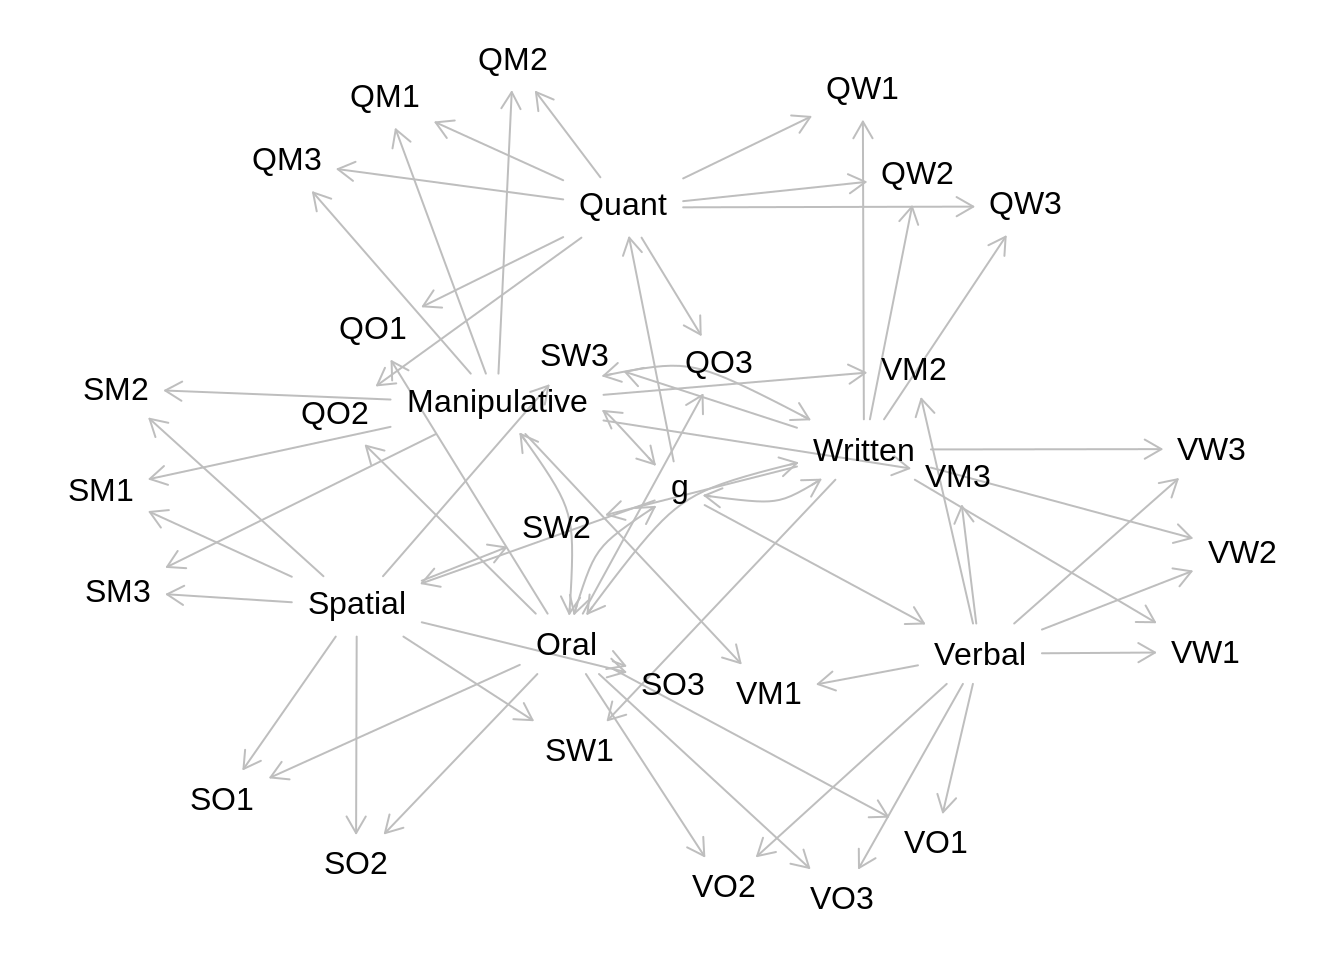 QM2
QW1
QM1
QM3
QW2
Quant
QW3
QO1
SW3
QO3
VM2
SM2
Manipulative
QO2
Written
VW3
VM3
g
SM1
SW2
VW2
SM3
Spatial
Oral
Verbal
VW1
SO3
VM1
SW1
SO1
VO1
SO2
VO2
VO3